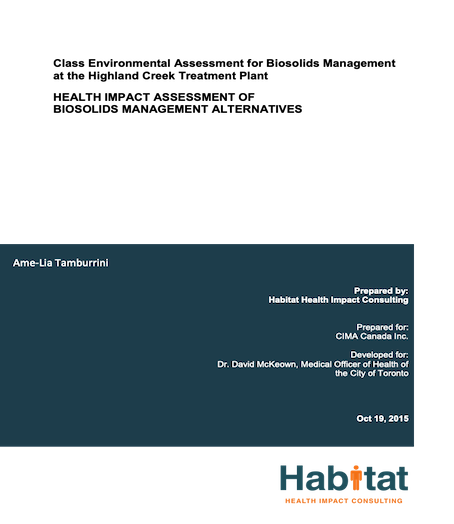 Class Environmental Assessment for Biosolids Management
at the Highland Creek Treatment Plant
HEALTH IMPACT ASSESSMENT OF
BIOSOLIDS MANAGEMENT ALTERNATIVES
Ame-Lia Tamburrini
Prepared by:
Habitat Health Impact Consulting
Prepared for:
CIMA Canada Inc.
Developed for:
Dr. David McKeown, Medical Officer of Health of
the City of Toronto
Oct 19, 2015
Habitat
HEALTH IMPACT CONSULTING